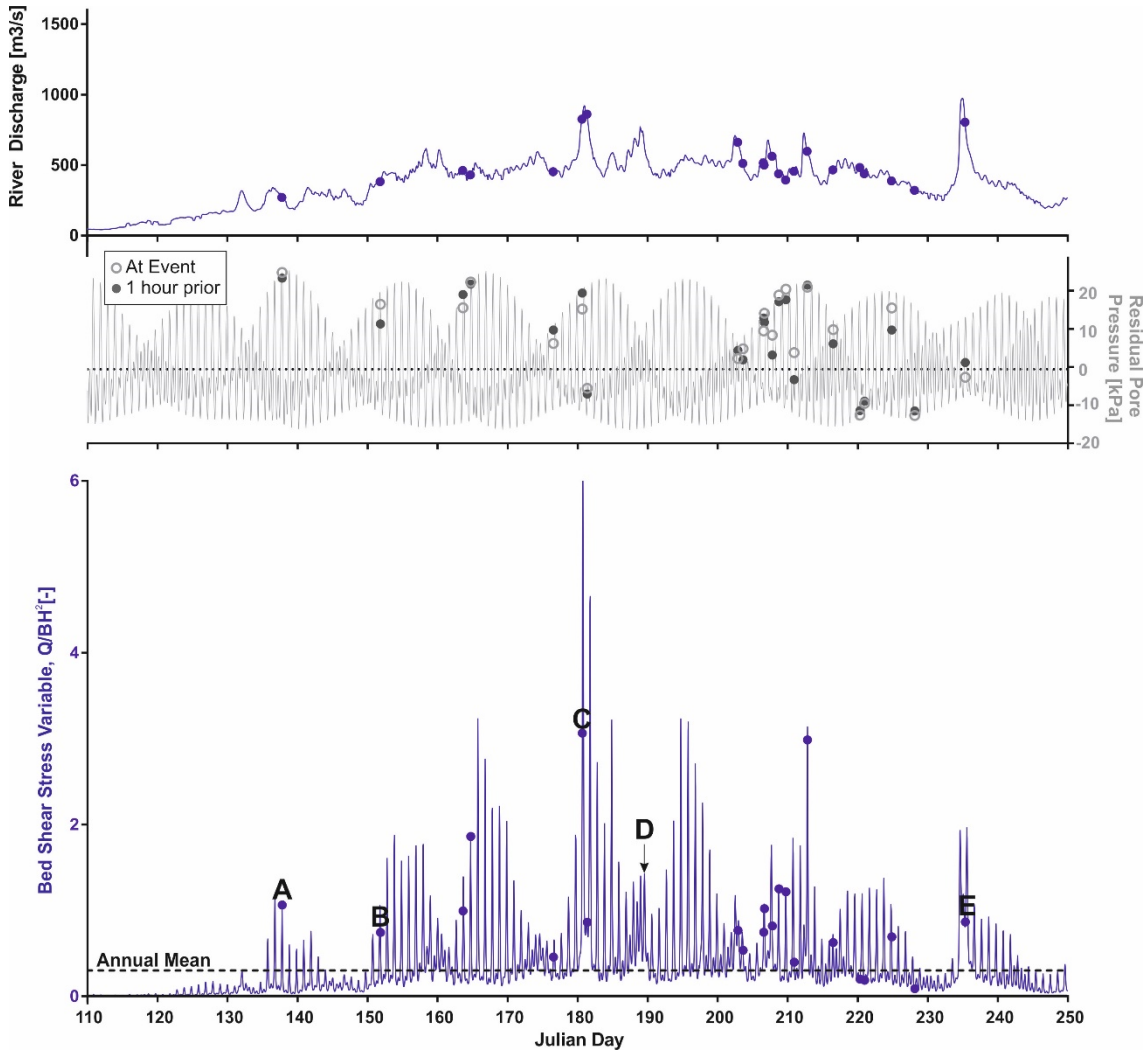 River Discharge [m3/s]
1500
1000
500
0
At Event
1 hour prior
20
10
0
-10
-20
Residual Pore
Pressure [kPa]
Bed Shear Stress Variable, Q/BH²[-]
6
4
2
0
A
B
C
D
E
Annual Mean
110 120 130 140 150 160 170 180 190 200 210 220 230 240 250
Julian Day